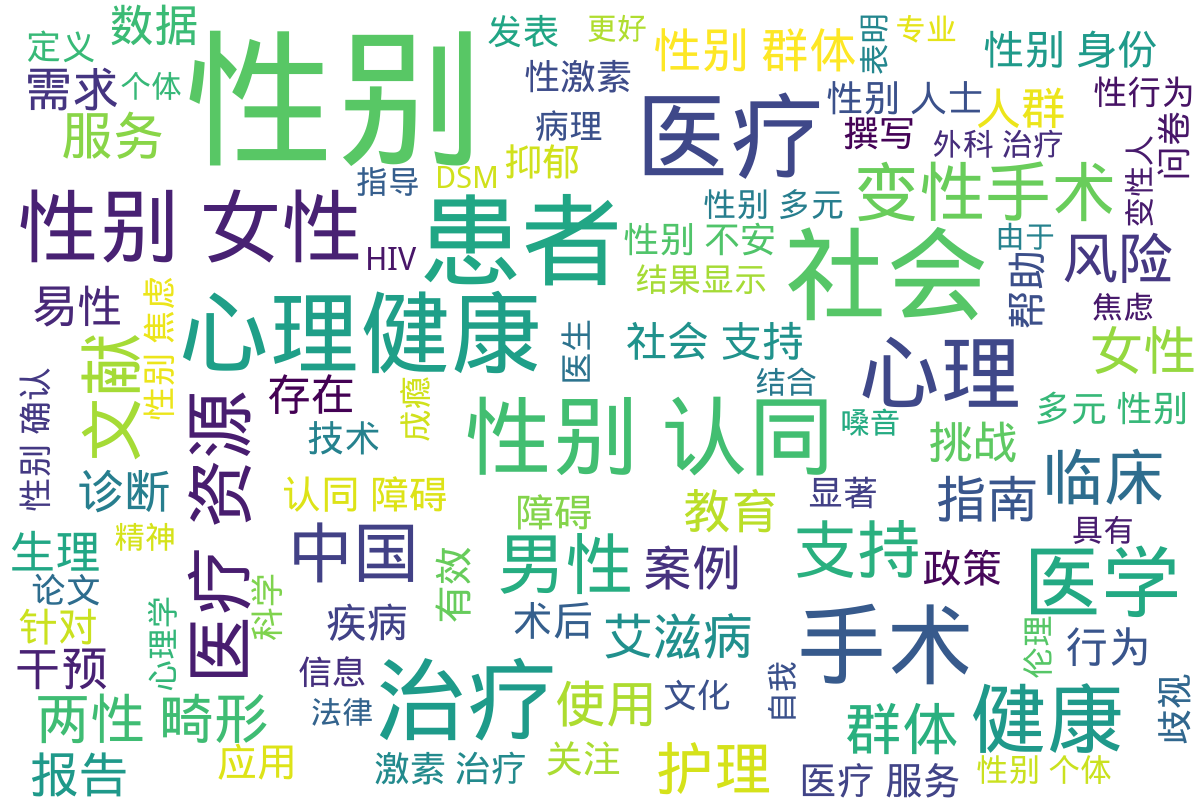 定义
数据
发表
更好
性别 群体
表明
专业
性别 身份
需求
个体
性别
性激素
医疗
性别 人士
人群
性行为
服务
病理
撰写
外科 治疗
问卷
指导
DSM
抑郁
性别 多元
变性手术
变性人
性别 女性
HIV
患者
性别 不安
社会
由于
风险
结果显示
帮助
易性
性别 焦虑
心理健康
焦虑
文献
医生
社会 支持
心理
女性
性别 确认
医疗 资源
存在
成瘾
结合
多元 性别
技术
性别 认同
嗓音
挑战
诊断
认同 障碍
显著
指南
临床
障碍
教育
生理
精神
中国
男性
案例
支持
政策
具有
医学
论文
科学
有效
针对
心理学
疾病
术后
艾滋病
手术
伦理
行为
干预
信息
治疗
使用
文化
自我
歧视
两性 畸形
法律
群体
健康
报告
应用
激素 治疗
关注
护理
医疗 服务
性别 个体